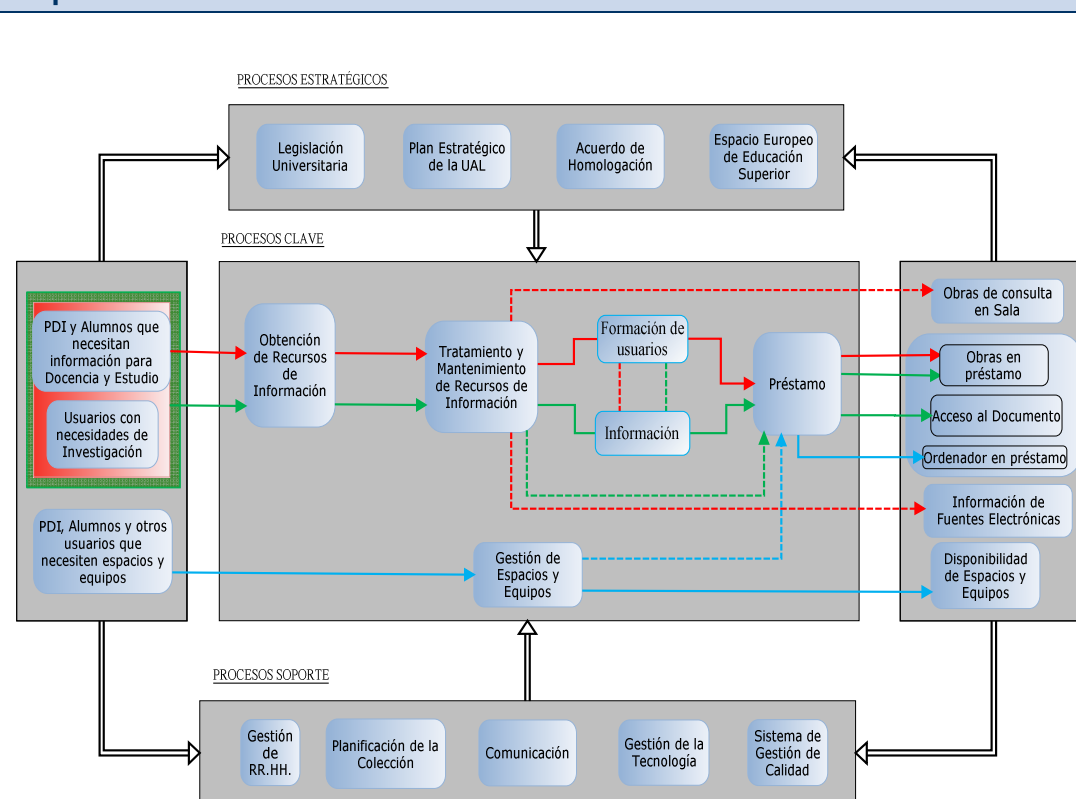 PROCESOS ESTRATÉGICOS
Legislación
Universitaria
Plan Estratégico
de la UAL
Acuerdo de
Homologación
Espacio Europeo
de Educación
Superior
PROCESOS CLAVE
PDI y Alumnos que
necesitan
información para
Docencia y Estudio
Usuarios con
necesidades de
Investigación
PDI, Alumnos y otros
usuarios que
necesiten espacios y
equipos
Obtención
de Recursos
de
Información
Tratamiento y
Mantenimiento
de Recursos de
Información
Formación de
usuarios
Información
Préstamo
Gestión de
Espacios y
Equipos
Obras de consulta
en Sala
Obras en
préstamo
Acceso al Documento
Ordenador en préstamo
Información de
Fuentes Electrónicas
Disponibilidad
de Espacios y
Equipos
PROCESOS SOPORTE
Gestión
de
RR.HH.
Planificación de la
Colección
Comunicación
Gestión de la
Tecnología
Sistema de
Gestión de
Calidad